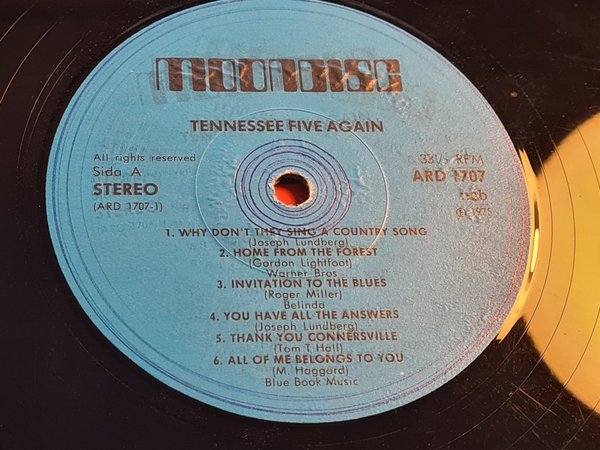 MOONDISC
TENNESSEE FIVE AGAIN
All rights reserved
Sida A
STEREO
(ARD 1707-1)
RPM
ARD 1707
ncb
℗ 1975
1. WHY DON'T THEY SING A COUNTRY SONG
(Joseph Lundberg)
2. HOME FROM THE FOREST
(Gordon Lightfoot)
Warner Bros
3. INVITATION TO THE BLUES
(Roger Miller)
Belinda
4. YOU HAVE ALL THE ANSWERS
(Joseph Lundberg)
5. THANK YOU CONNERSVILLE
(Tom T Hall)
6. ALL OF ME BELONGS TO YOU
(M. Haggard)
Blue Book Music